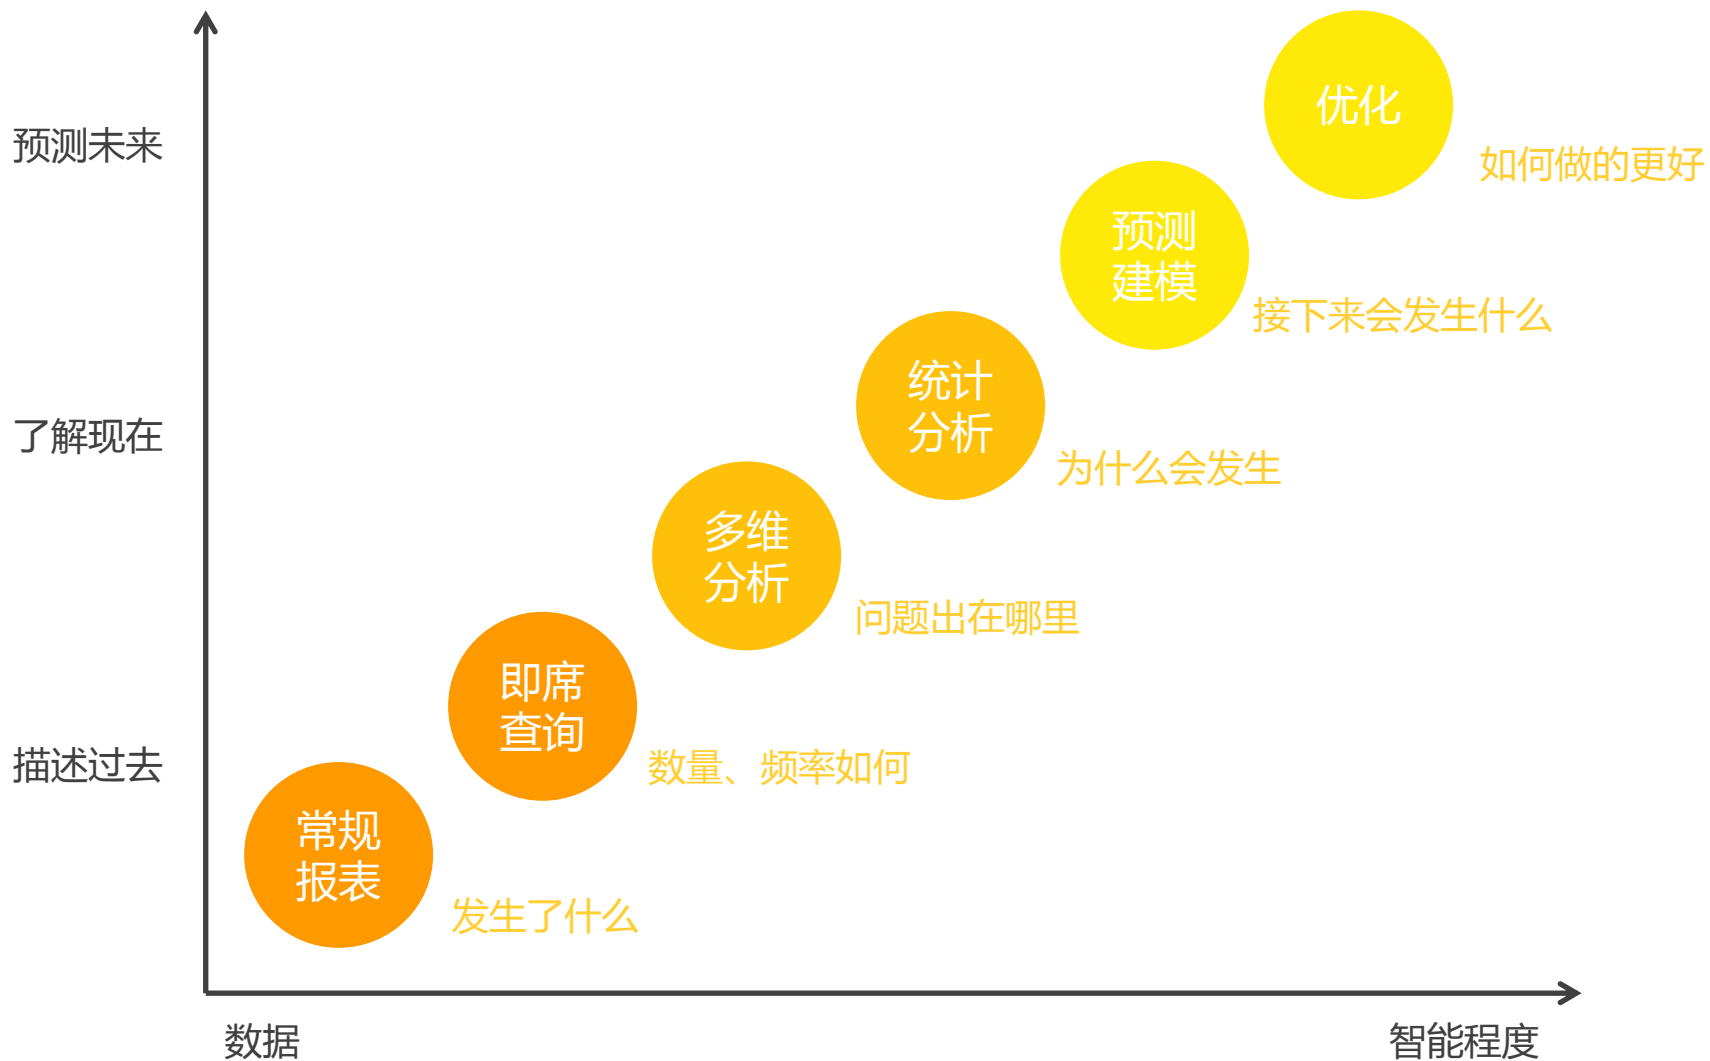 优化
预测未来
如何做的更好
预测
建模
接下来会发生什么
统计
分析
了解现在
为什么会发生
多维
分析
问题出在哪里
即席
查询
描述过去
数量、频率如何
常规
报表
发生了什么
数据
智能程度